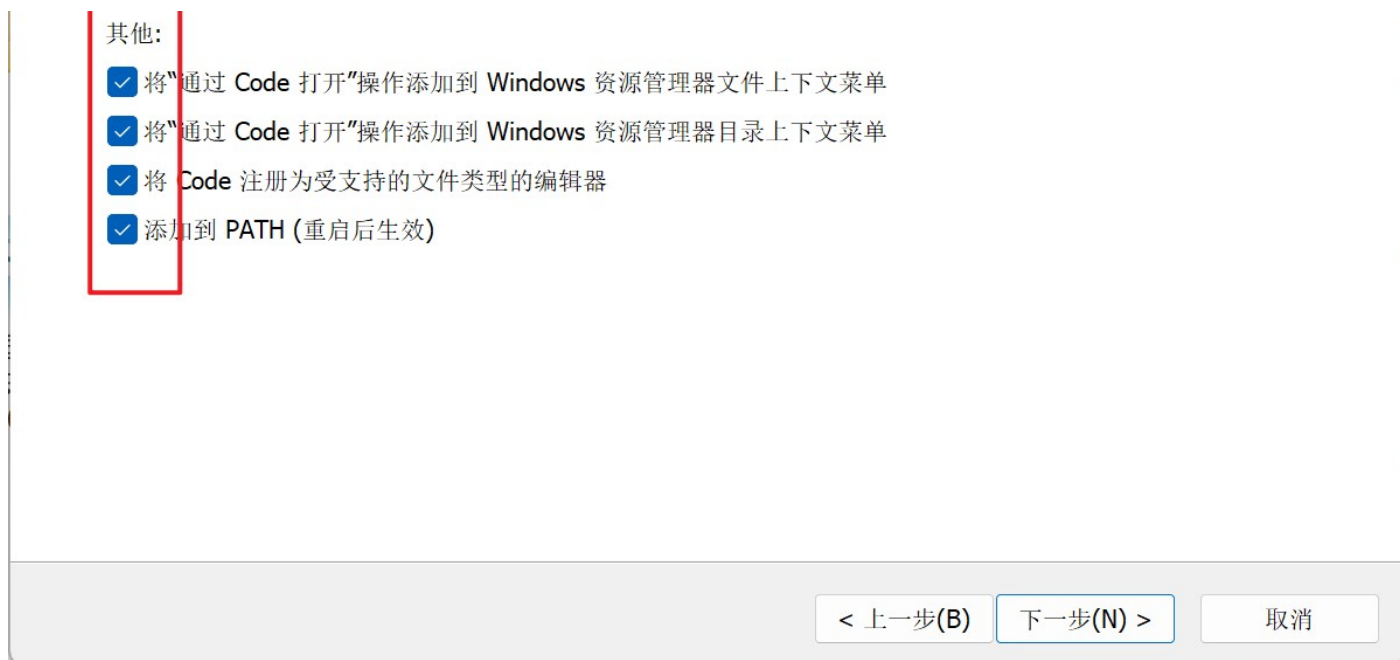 其他:
将“通过 Code 打开”操作添加到 Windows 资源管理器文件上下文菜单
将“通过 Code 打开”操作添加到 Windows 资源管理器目录上下文菜单
将 Code 注册为受支持的文件类型的编辑器
添加到 PATH (重启后生效)
< 上一步(B) 下一步(N) > 取消